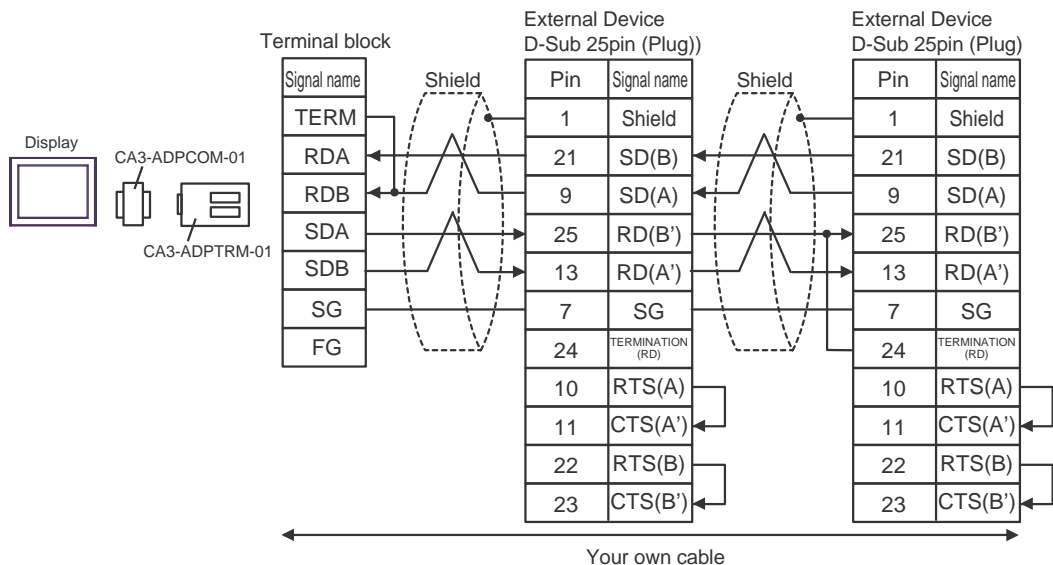 External Device
D-Sub 25pin (Plug))
External Device
D-Sub 25pin (Plug)
Terminal block
Signal name
Shield
Pin
Signal name
Shield
Pin
Signal name
TERM
1
Shield
1
Shield
Display
CA3-ADPCOM-01
RDA
21
SD(B)
21
SD(B)
RDB
9
SD(A)
9
SD(A)
CA3-ADPTRM-01
SDA
25
RD(B’)
25
RD(B’)
SDB
13
RD(A’)
13
RD(A’)
SG
7
SG
7
SG
FG
24
TERMINATION
(RD)
24
TERMINATION
(RD)
10
RTS(A)
10
RTS(A)
11
CTS(A’)
11
CTS(A’)
22
RTS(B)
22
RTS(B)
23
CTS(B’)
23
CTS(B’)
Your own cable